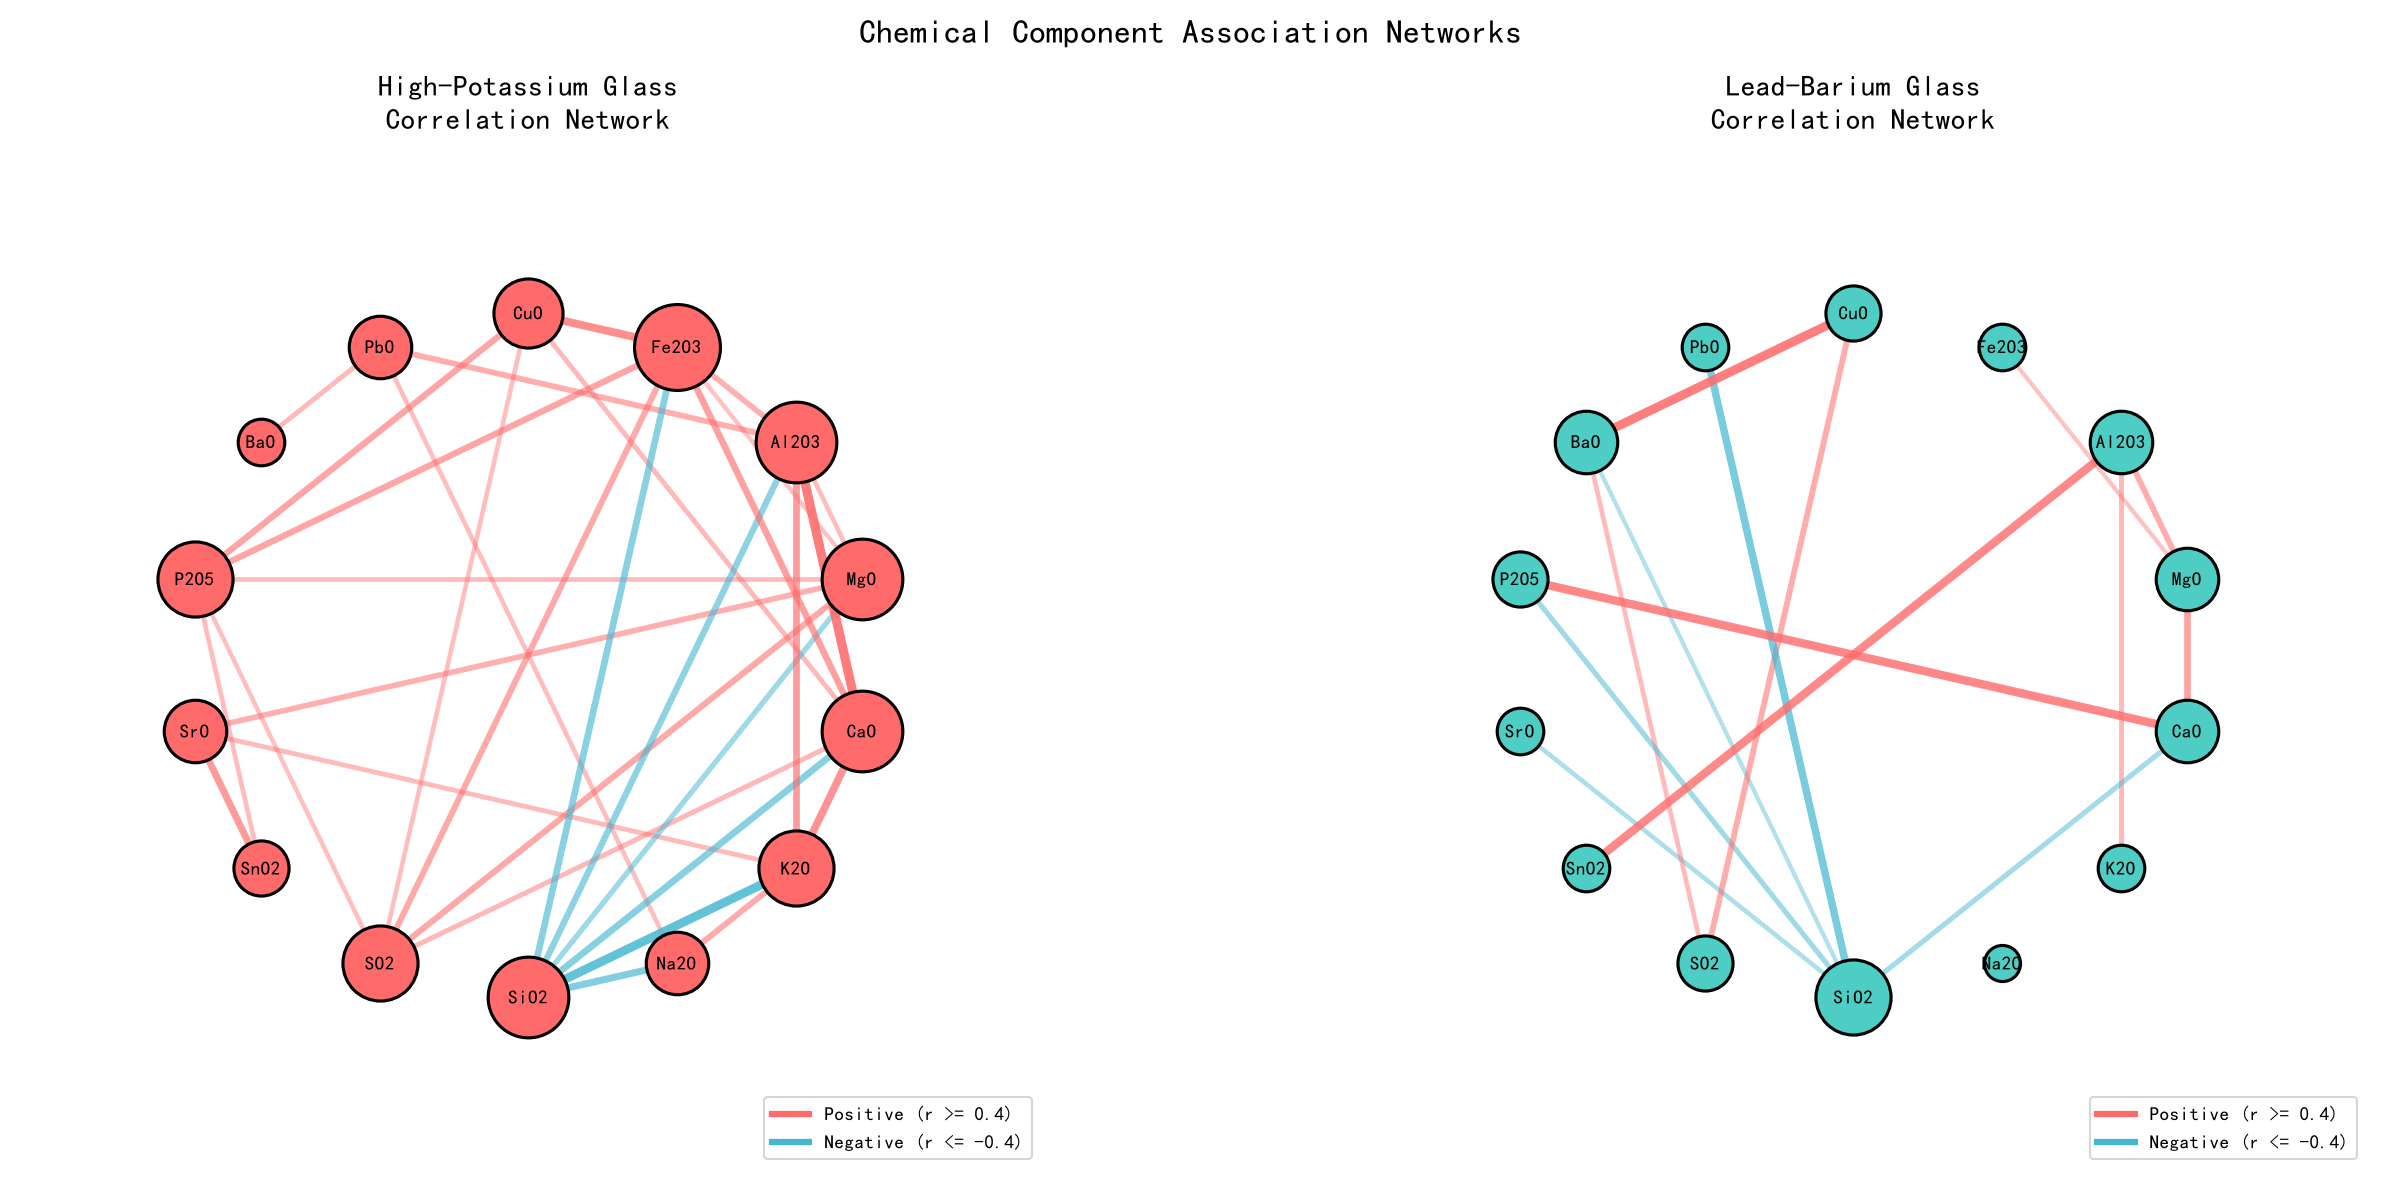 Chemical Component Association Networks
High-Potassium Glass
Correlation Network
CuO
Fe2O3
PbO
Al2O3
BaO
P2O5
MgO
SrO
CaO
SnO2
K2O
SO2
Na2O
SiO2
Positive (r >= 0.4)
Negative (r <= -0.4)
Lead-Barium Glass
Correlation Network
CuO
PbO
Fe2O3
BaO
Al2O3
P2O5
MgO
SrO
CaO
SnO2
K2O
SO2
Na2O
SiO2
Positive (r >= 0.4)
Negative (r <= -0.4)